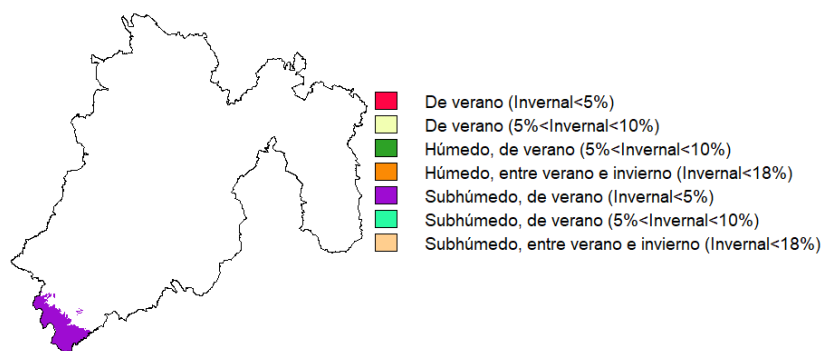 De verano (Invernal<5%)
De verano (5%<Invernal<10%)
Húmedo, de verano (5%<Invernal<10%)
Húmedo, entre verano e invierno (Invernal<18%)
Subhúmedo, de verano (Invernal<5%)
Subhúmedo, de verano (5%<Invernal<10%)
Subhúmedo, entre verano e invierno (Invernal<18%)